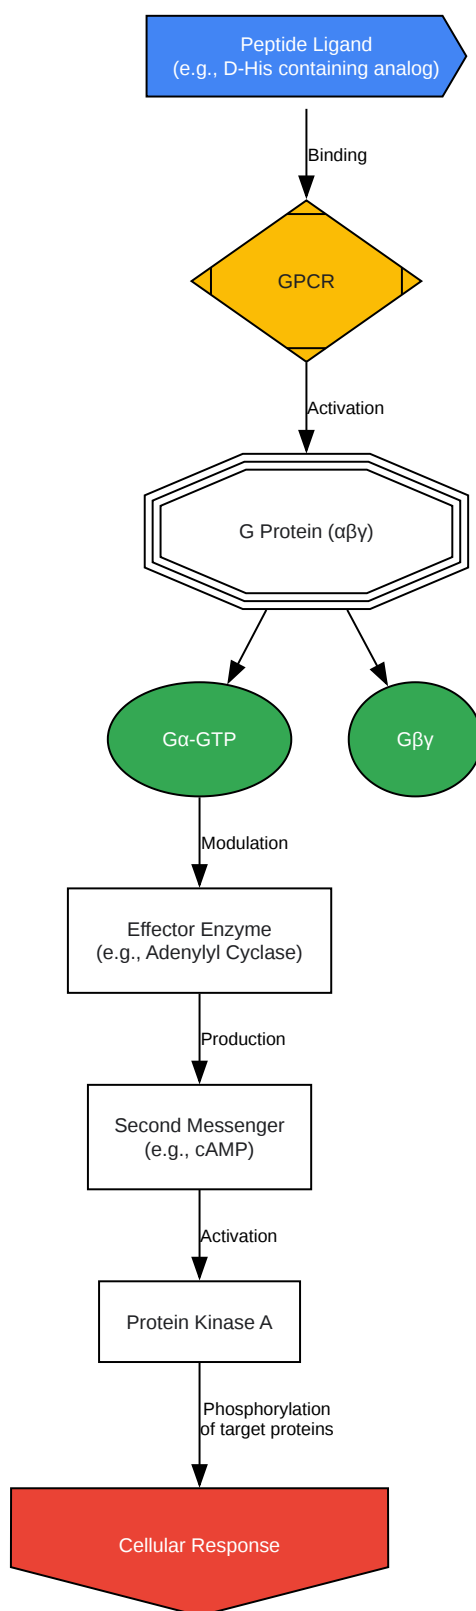 Peptide Ligand
(e.g., D-His containing analog)
Binding
GPCR
Activation
G Protein (αβγ)
Gα-GTP
Gβγ
Modulation
Effector Enzyme
(e.g., Adenylyl Cyclase)
Production
Second Messenger
(e.g., cAMP)
Activation
Protein Kinase A
Phosphorylation
of target proteins
Cellular Response